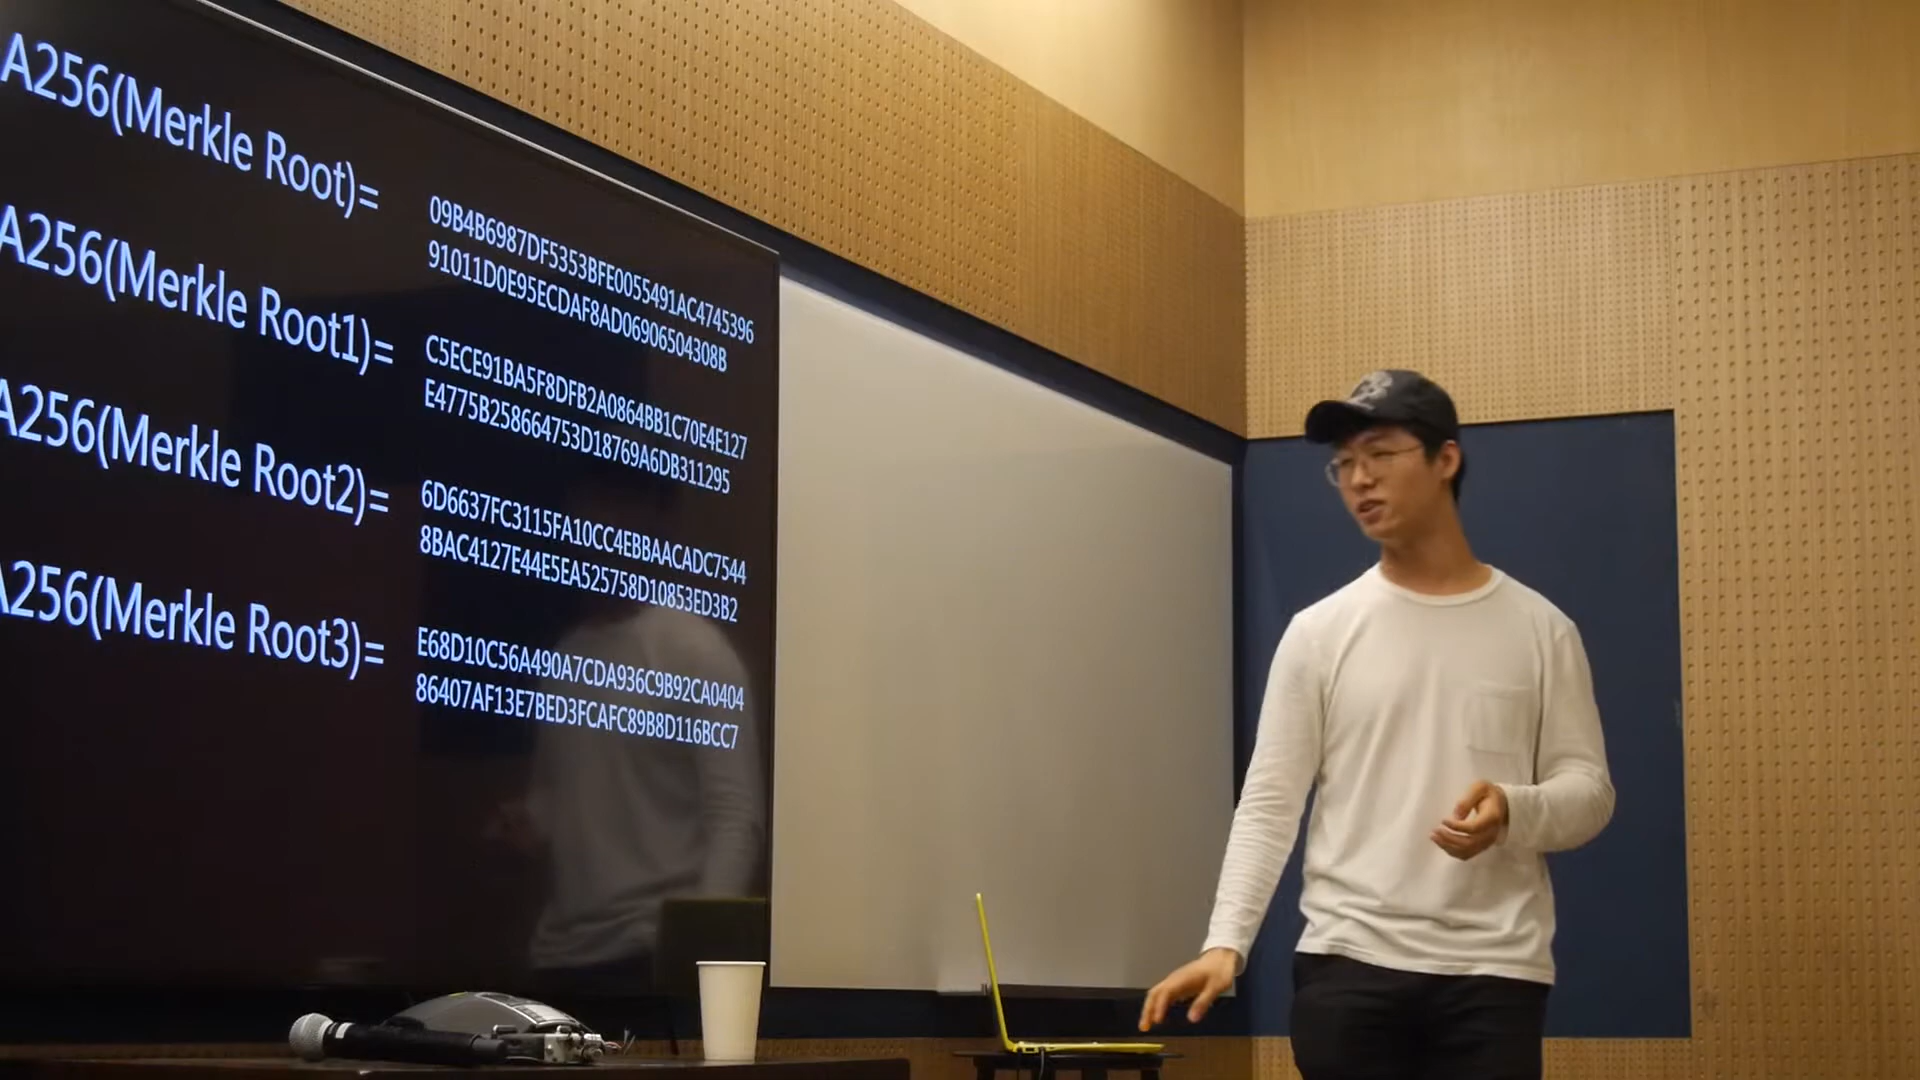 A256(Merkle Root)=
09B4B6987DF5353BFE0055491AC4745396
91011D0E95ECDAF8AD06906504308B
A256(Merkle Root1)=
C5ECE91BA5F8DFB2A0864BB1C70E4E127
E4775B258664753D18769A6DB311295
A256(Merkle Root2)=
6D6637FC3115FA10CC4EBBAACADC7544
8BAC4127E44E5EA525758D10853ED3B2
A256(Merkle Root3)=
E68D10C56A490A7CDA936C9B92CA0404
86407AF13E7BED3FCAFC89B8D116BCC7